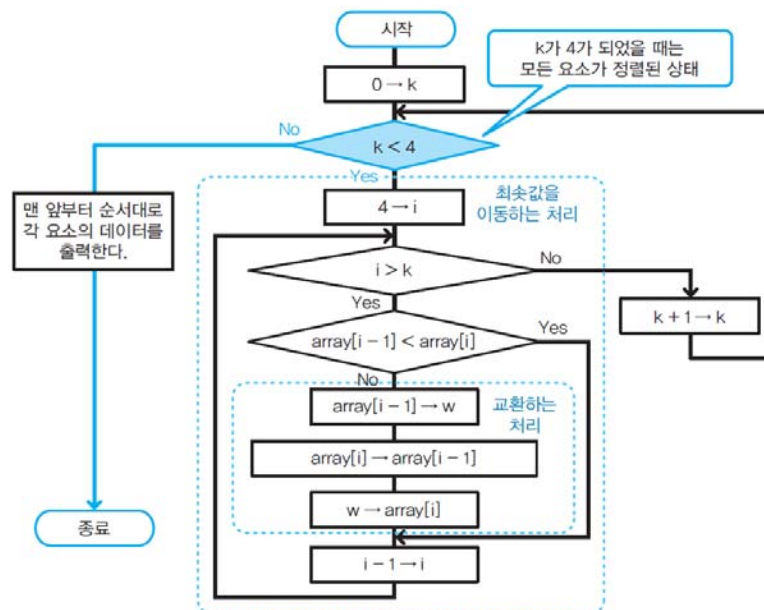 시작
k가 4가 되었을 때는
모든 요소가 정렬된 상태
0 → k
No
k < 4
Yes
맨 앞부터 순서대로
각 요소의 데이터를
출력한다.
4 → i
최솟값을
이동하는 처리
i > k
No
Yes
k + 1 → k
array[i − 1] < array[i]
Yes
No
array[i − 1] → w
교환하는
처리
array[i] → array[i − 1]
w → array[i]
종료
i − 1 → i